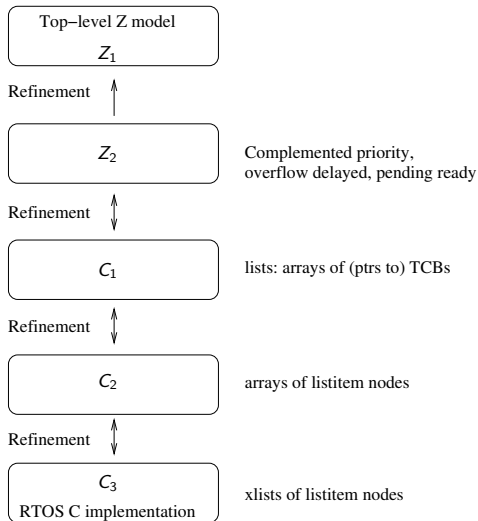 Top-level Z model
Z1
Refinement
Z2
Complemented priority,
overflow delayed, pending ready
Refinement
C1
lists: arrays of (ptrs to) TCBs
Refinement
C2
arrays of listitem nodes
Refinement
C3
RTOS C implementation
xlists of listitem nodes